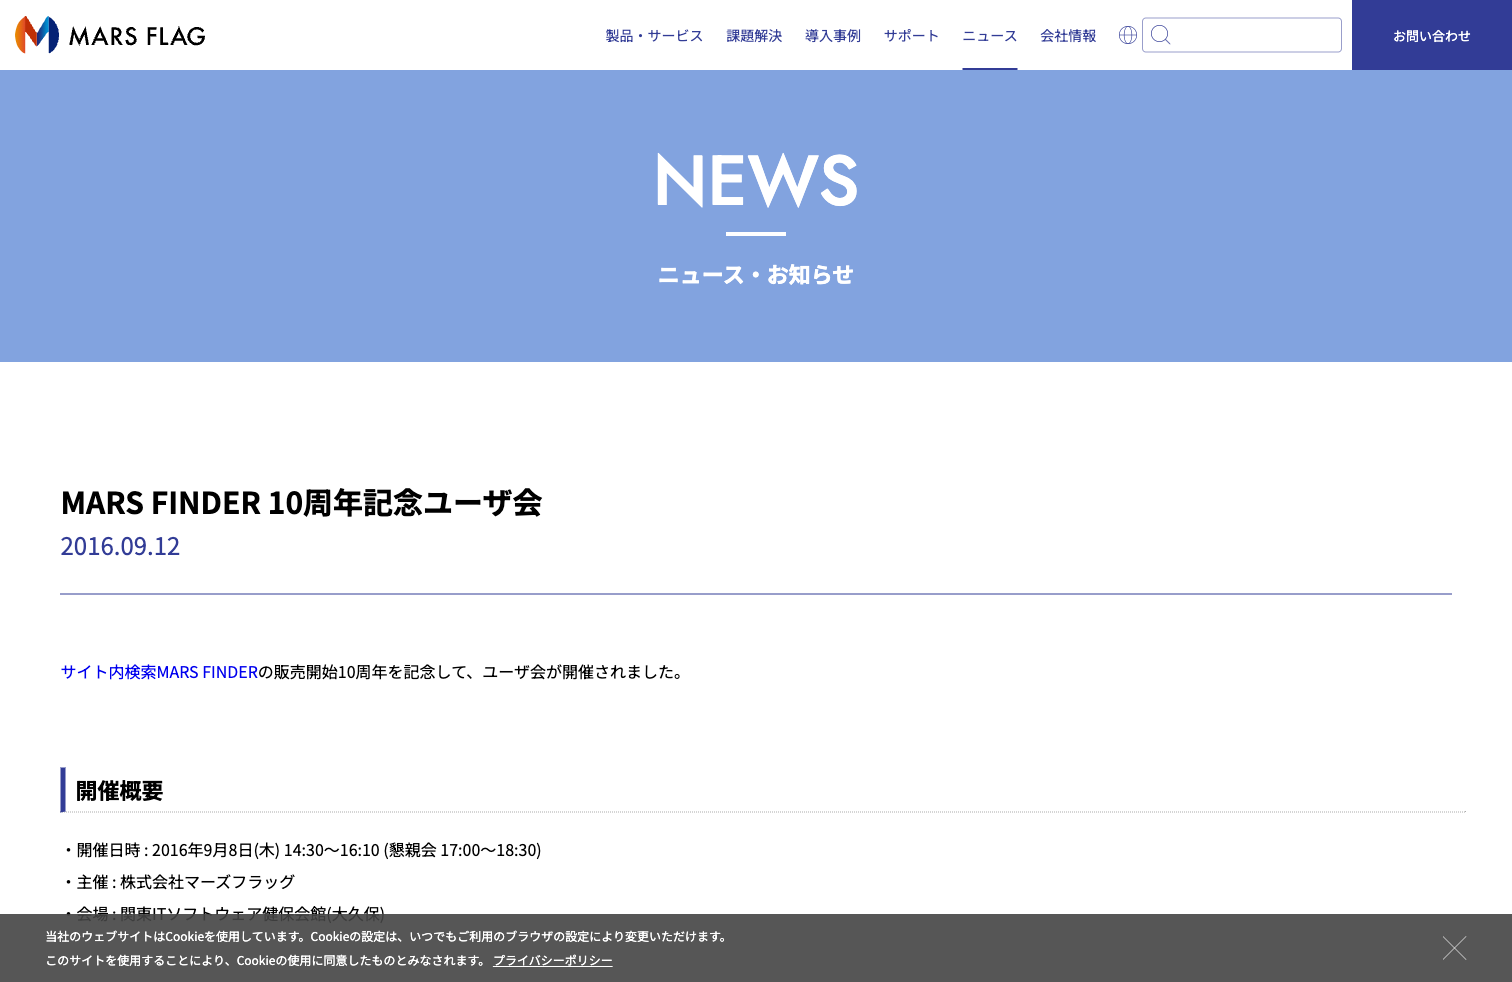 MARS FLAG
製品・サービス 課題解決 導入事例 サポート ニュース 会社情報 お問い合わせ
NEWS
ニュース・お知らせ
MARS FINDER 10周年記念ユーザ会
2016.09.12
サイト内検索MARS FINDERの販売開始10周年を記念して、ユーザ会が開催されました。
開催概要
・開催日時 : 2016年9月8日(木) 14:30〜16:10 (懇親会 17:00〜18:30)
・主催 : 株式会社マーズフラッグ
・会場 : 関東ITソフトウェア健保会館(大久保)
当社のウェブサイトはCookieを使用しています。Cookieの設定は、いつでもご利用のブラウザの設定により変更いただけます。
このサイトを使用することにより、Cookieの使用に同意したものとみなされます。 プライバシーポリシー